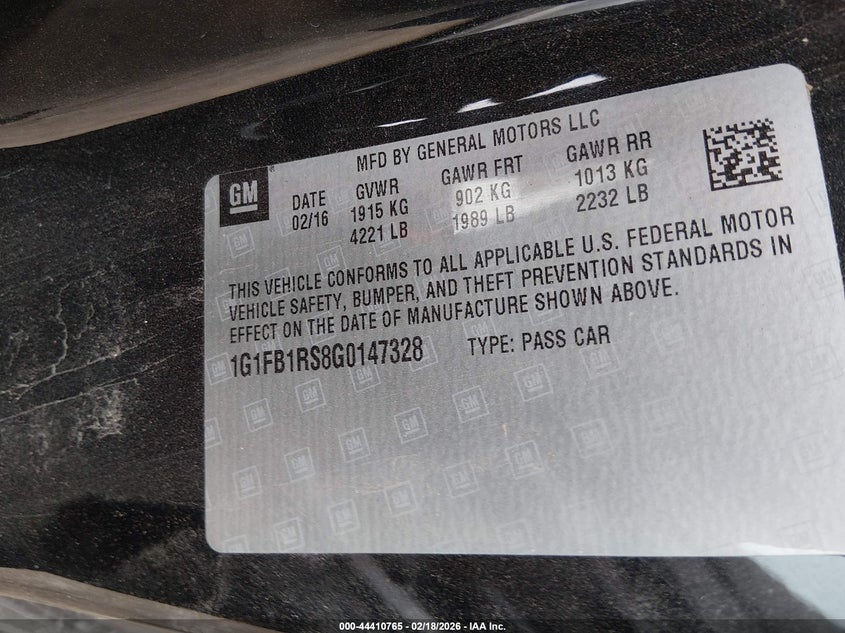 MFD BY GENERAL MOTORS LLC
GM
DATE GVWR GAWR FRT GAWR RR
02/16 1915 KG 902 KG 1013 KG
4221 LB 1989 LB 2232 LB
THIS VEHICLE CONFORMS TO ALL APPLICABLE U.S. FEDERAL MOTOR
VEHICLE SAFETY, BUMPER, AND THEFT PREVENTION STANDARDS IN
EFFECT ON THE DATE OF MANUFACTURE SHOWN ABOVE.
1G1FB1RS8G0147328 TYPE: PASS CAR
000-44410765 - 02/18/2026 - IAA Inc.